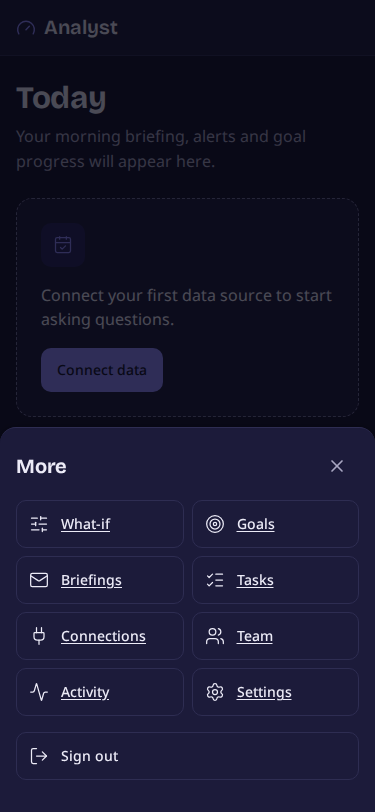 Analyst
Today
Your morning briefing, alerts and goal
progress will appear here.
Connect your first data source to start
asking questions.
Connect data
More
What-if
Goals
Briefings
Tasks
Connections
Team
Activity
Settings
Sign out